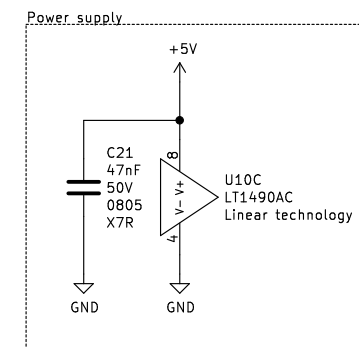 Power supply
+5V
C21
47nF
50V
0805
X7R
8
V+
V-
4
U10C
LT1490AC
Linear technology
GND
GND